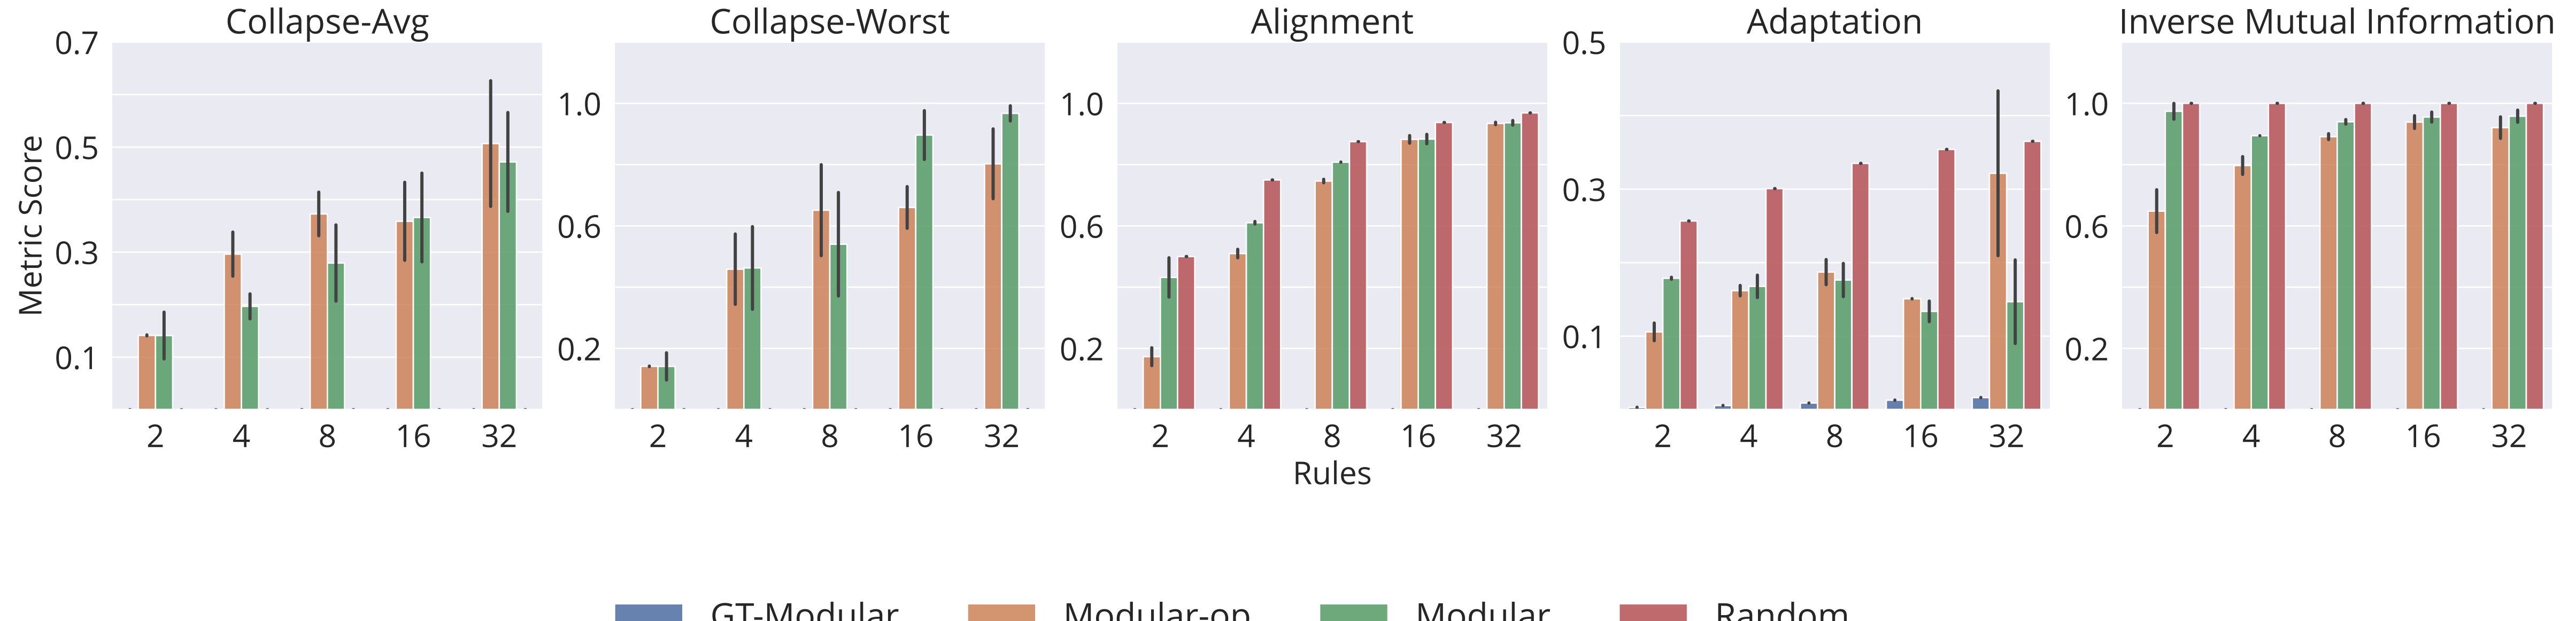 Collapse-Avg Collapse-Worst Alignment Adaptation Inverse Mutual Information
Metric Score
0.7
0.5
0.3
0.1
2 4 8 16 32
1.0
0.6
0.2
2 4 8 16 32
1.0
0.6
0.2
2 4 8 16 32
0.5
0.3
0.1
2 4 8 16 32
1.0
0.6
0.2
2 4 8 16 32
Rules
GT-Modular Modular-op Modular Random